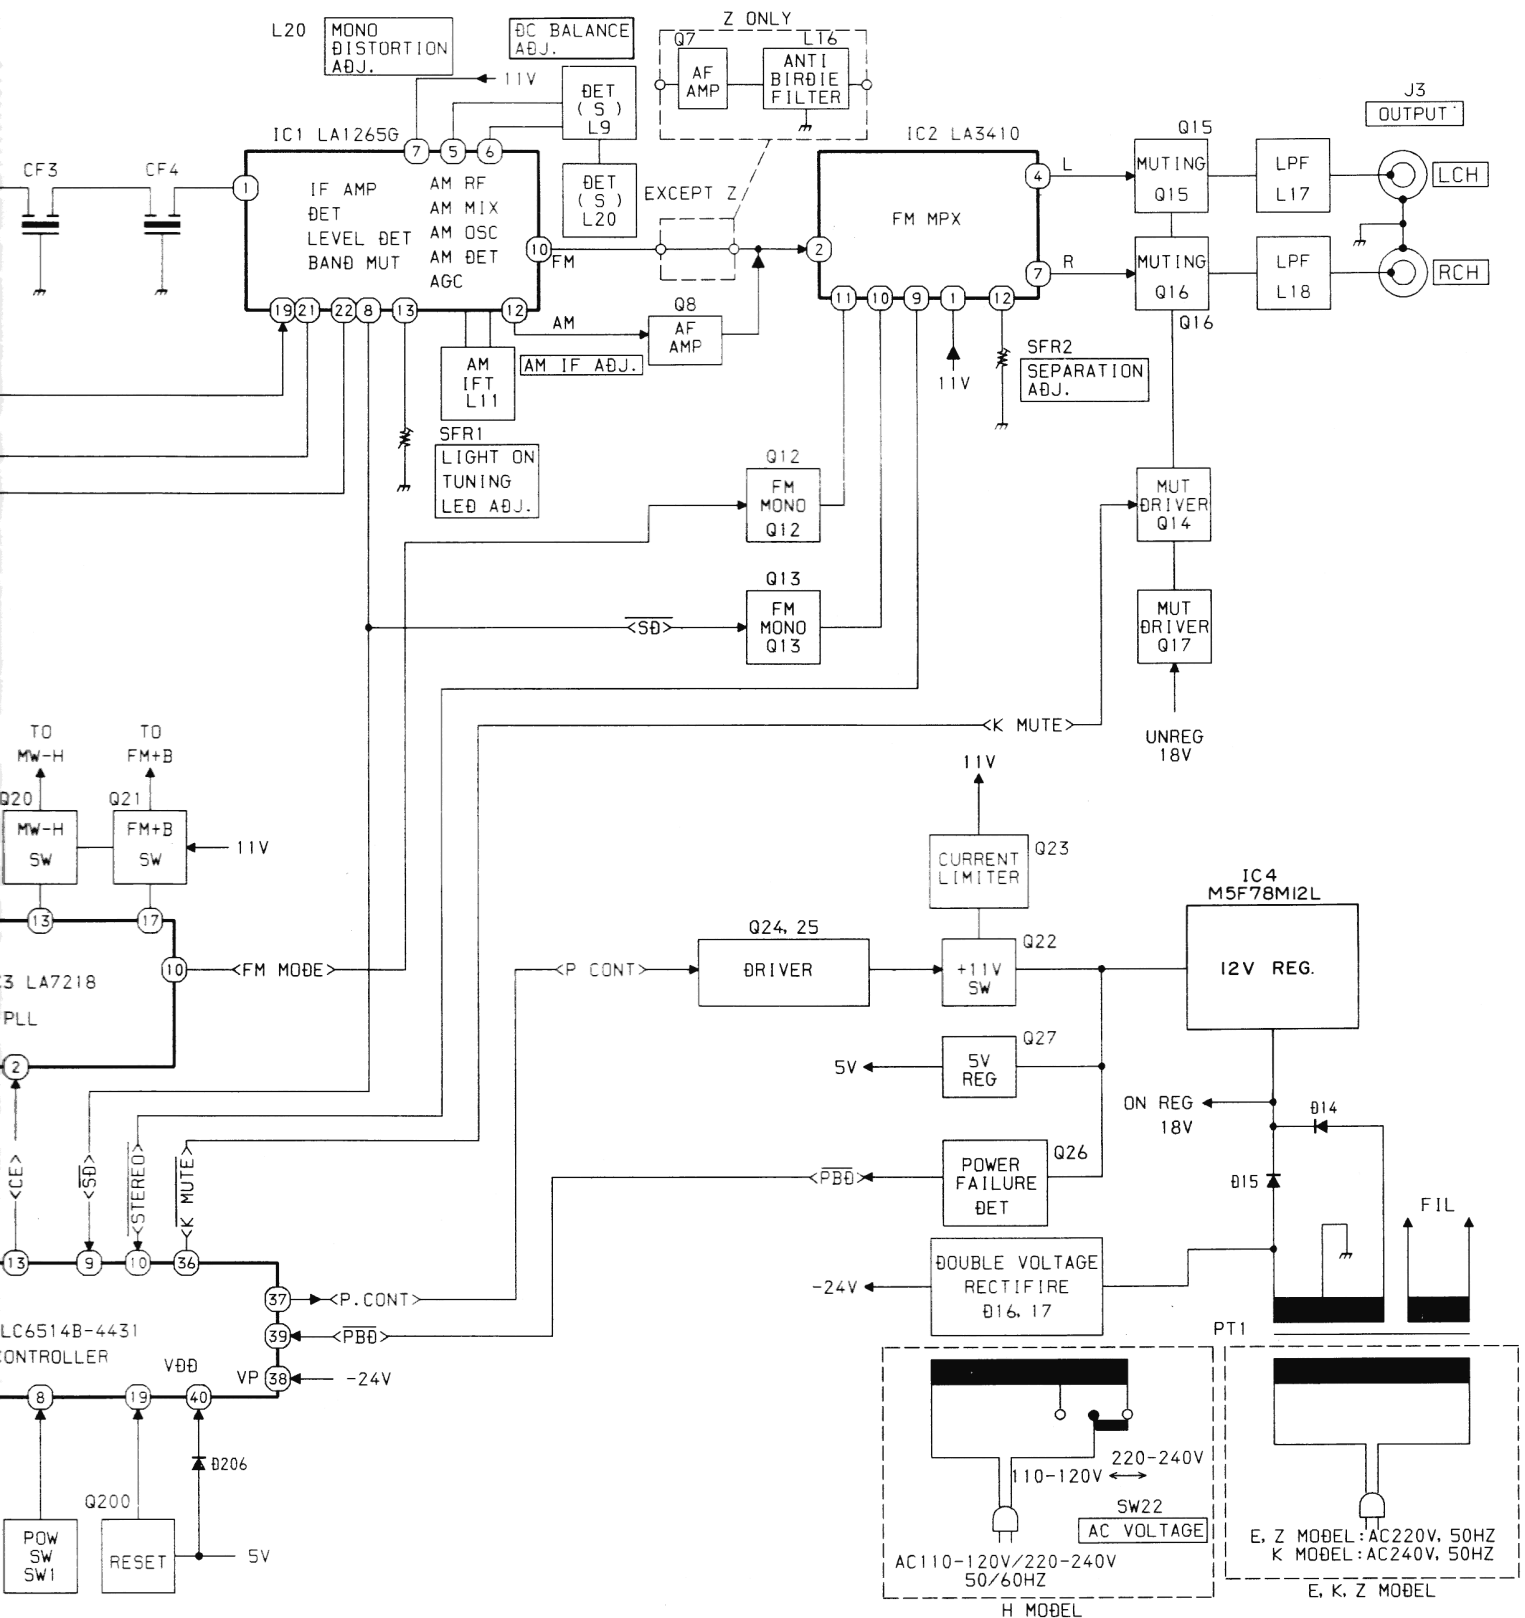 Z ONLY
L20
MONO
DISTORTION
ADJ.
DC BALANCE
ADJ.
11V
DET
(S)
L9
DET
(S)
L20
Q7
AF
AMP
L16
ANTI
BIRDIE
FILTER
EXCEPT Z
IC1 LA1265G
7
5
6
1
IF AMP
DET
LEVEL DET
BAND MUT
AM RF
AM MIX
AM OSC
AM DET
AGC
10
FM
19
21
22
8
13
12
AM
CF3
CF4
AM
IFT
L11
AM IF ADJ.
Q8
AF
AMP
SFR1
LIGHT ON
TUNING
LED ADJ.
IC2 LA3410
FM MPX
2
4
L
7
R
11
10
9
1
12
11V
SFR2
SEPARATION
ADJ.
Q15
MUTING
Q15
MUTING
Q16
Q16
LPF
L17
LPF
L18
J3
OUTPUT
LCH
RCH
Q12
FM
MONO
Q12
Q13
FM
MONO
Q13
<SD>
MUT
DRIVER
Q14
MUT
DRIVER
Q17
UNREG
18V
<K MUTE>
TO
MW-H
TO
FM+B
Q20
MW-H
SW
Q21
FM+B
SW
11V
13
17
10
<FM MODE>
LA7218
PLL
2
11V
CURRENT
LIMITER
Q23
Q24, 25
DRIVER
<P CONT>
Q22
+11V
SW
IC4
M5F78M12L
12V REG.
Q27
5V
REG
5V
Q26
POWER
FAILURE
DET
<PBD>
ON REG
18V
D14
D15
FIL
DOUBLE VOLTAGE
RECTIFIRE
D16, 17
-24V
PT1
<CE>
<SD>
<STEREO>
<K MUTE>
13
9
10
36
37
<P.CONT>
39
<PBD>
VP
38
-24V
LC6514B-4431
CONTROLLER
VDD
8
19
40
D206
Q200
POW
SW
SW1
RESET
5V
110-120V
220-240V
SW22
AC VOLTAGE
AC110-120V/220-240V
50/60HZ
H MODEL
E, Z MODEL:AC220V, 50HZ
K MODEL:AC240V, 50HZ
E, K, Z MODEL